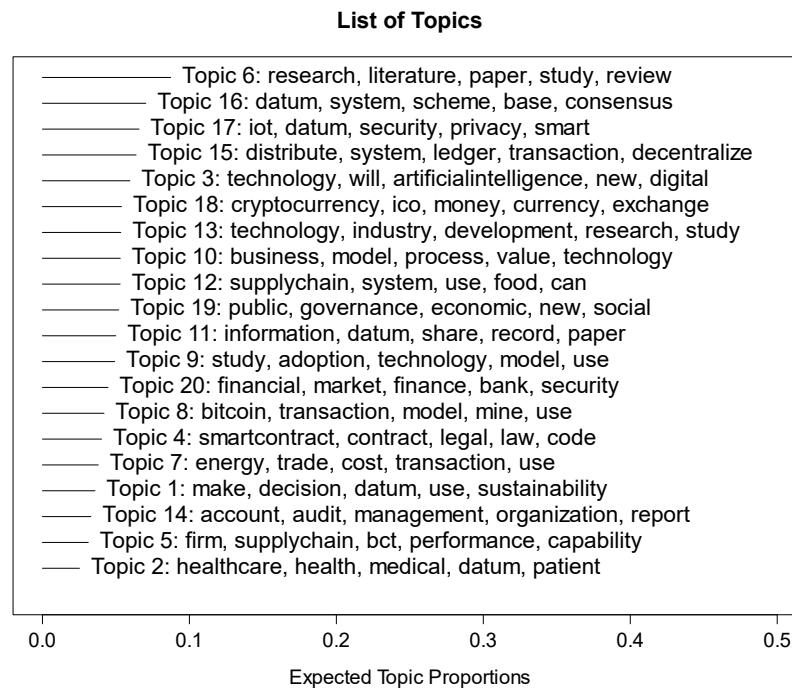 List of Topics
Topic 6: research, literature, paper, study, review
Topic 16: datum, system, scheme, base, consensus
Topic 17: iot, datum, security, privacy, smart
Topic 15: distribute, system, ledger, transaction, decentralize
Topic 3: technology, will, artificialintelligence, new, digital
Topic 18: cryptocurrency, ico, money, currency, exchange
Topic 13: technology, industry, development, research, study
Topic 10: business, model, process, value, technology
Topic 12: supplychain, system, use, food, can
Topic 19: public, governance, economic, new, social
Topic 11: information, datum, share, record, paper
Topic 9: study, adoption, technology, model, use
Topic 20: financial, market, finance, bank, security
Topic 8: bitcoin, transaction, model, mine, use
Topic 4: smartcontract, contract, legal, law, code
Topic 7: energy, trade, cost, transaction, use
Topic 1: make, decision, datum, use, sustainability
Topic 14: account, audit, management, organization, report
Topic 5: firm, supplychain, bct, performance, capability
Topic 2: healthcare, health, medical, datum, patient
0.0 0.1 0.2 0.3 0.4 0.5
Expected Topic Proportions